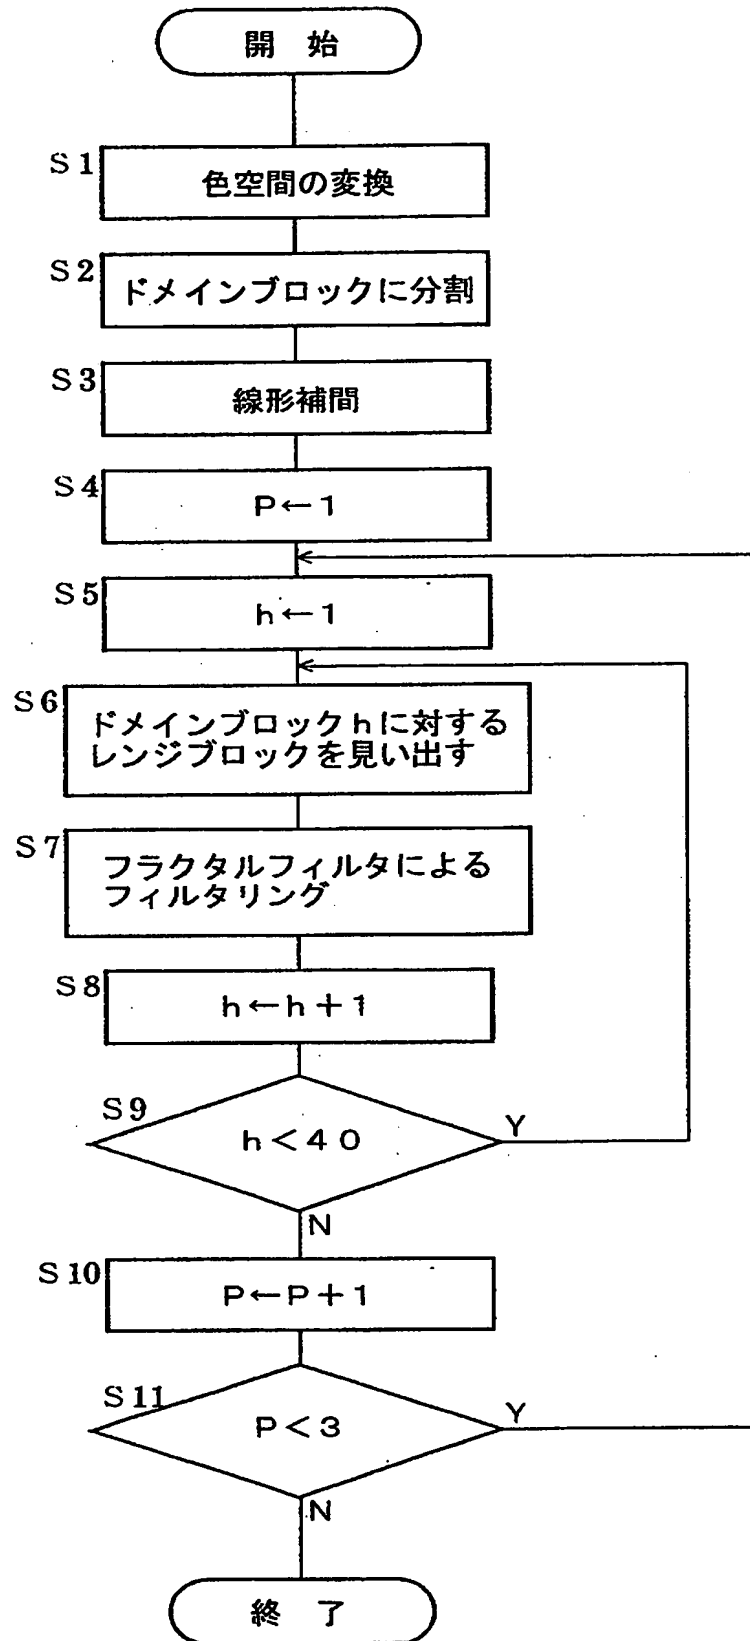 開 始
S1
色空間の変換
S2
ドメインブロックに分割
S3
線形補間
S4
P←1
S5
h←1
S6
ドメインブロックhに対する
レンジブロックを見い出す
S7
フラクタルフィルタによる
フィルタリング
S8
h←h+1
S9
h<40
Y
N
S10
P←P+1
S11
P<3
Y
N
終 了